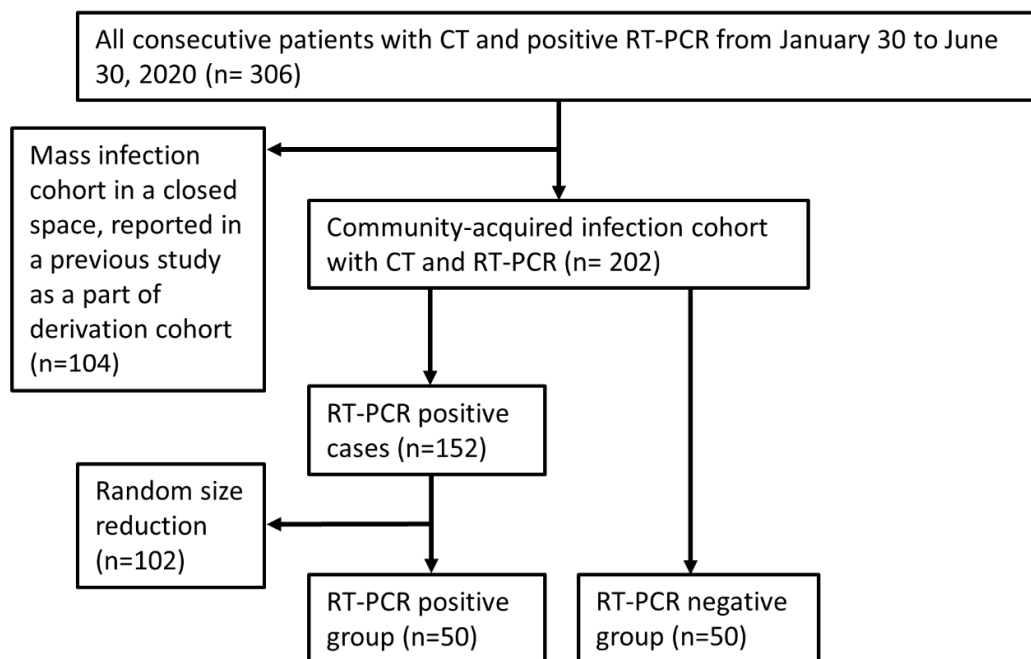 All consecutive patients with CT and positive RT-PCR from January 30 to June
30, 2020 (n= 306)
Mass infection
cohort in a closed
space, reported in
a previous study
as a part of
derivation cohort
(n=104)
Community-acquired infection cohort
with CT and RT-PCR (n= 202)
RT-PCR positive
cases (n=152)
Random size
reduction
(n=102)
RT-PCR positive
group (n=50)
RT-PCR negative
group (n=50)